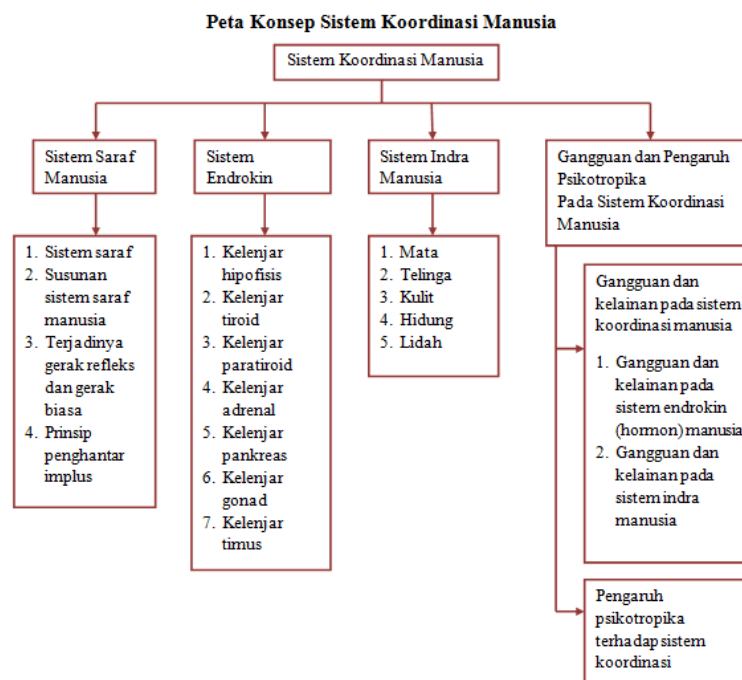 Peta Konsep Sistem Koordinasi Manusia
Sistem Koordinasi Manusia
Sistem Saraf
Manusia
Sistem
Endrokin
Sistem Indra
Manusia
Gangguan dan Pengaruh
Psikotropika
Pada Sistem Koordinasi
Manusia
1. Sistem saraf
2. Susunan
sistem saraf
manusia
3. Terjadinya
gerak refleks
dan gerak
biasa
4. Prinsip
penghantar
implus
1. Kelenjar
hipofisis
2. Kelenjar
tiroid
3. Kelenjar
paratiroid
4. Kelenjar
adrenal
5. Kelenjar
pankreas
6. Kelenjar
gonad
7. Kelenjar
timus
1. Mata
2. Telinga
3. Kulit
4. Hidung
5. Lidah
Gangguan dan
kelainan pada sistem
koordinasi manusia
1. Gangguan dan
kelainan pada
sistem endrokin
(hormon) manusia
2. Gangguan dan
kelainan pada
sistem indra
manusia
Pengaruh
psikotropika
terhadap sistem
koordinasi